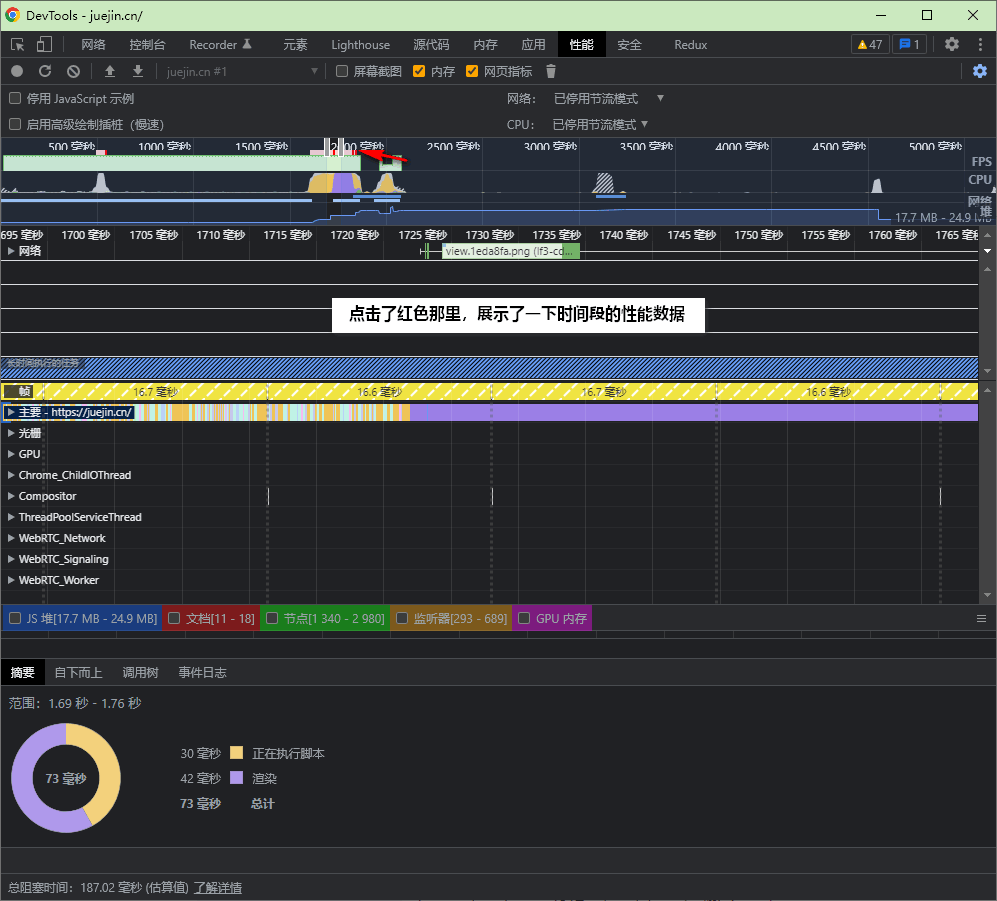 DevTools - juejin.cn/
网络 控制台 Recorder 元素 Lighthouse 源代码 内存 应用 性能 安全 Redux 47 1
juejin.cn #1 屏幕截图 内存 网页指标
停用 JavaScript 示例 网络: 已停用节流模式
启用高级绘制插桩（慢速） CPU: 已停用节流模式
500 毫秒 1000 毫秒 1500 毫秒 2000 毫秒 2500 毫秒 3000 毫秒 3500 毫秒 4000 毫秒 4500 毫秒 5000 毫秒
FPS
CPU
网络
堆
17.7 MB - 24.9 M
695 毫秒 1700 毫秒 1705 毫秒 1710 毫秒 1715 毫秒 1720 毫秒 1725 毫秒 1730 毫秒 1735 毫秒 1740 毫秒 1745 毫秒 1750 毫秒 1755 毫秒 1760 毫秒 1765 毫
网络 view.1eda8fa.png (lf3-cd...
点击了红色那里，展示了一下时间段的性能数据
长时间执行的任务
帧 16.7 毫秒 16.6 毫秒 16.7 毫秒 16.6 毫秒
主要 - https://juejin.cn/
光栅
GPU
Chrome_ChildIOThread
Compositor
ThreadPoolServiceThread
WebRTC_Network
WebRTC_Signaling
WebRTC_Worker
JS 堆[17.7 MB - 24.9 MB] 文档[11 - 18] 节点[1 340 - 2 980] 监听器[293 - 689] GPU 内存
摘要 自下而上 调用树 事件日志
范围: 1.69 秒 - 1.76 秒
30 毫秒 正在执行脚本
73 毫秒 42 毫秒 渲染
73 毫秒 总计
总阻塞时间: 187.02 毫秒 (估算值) 了解详情